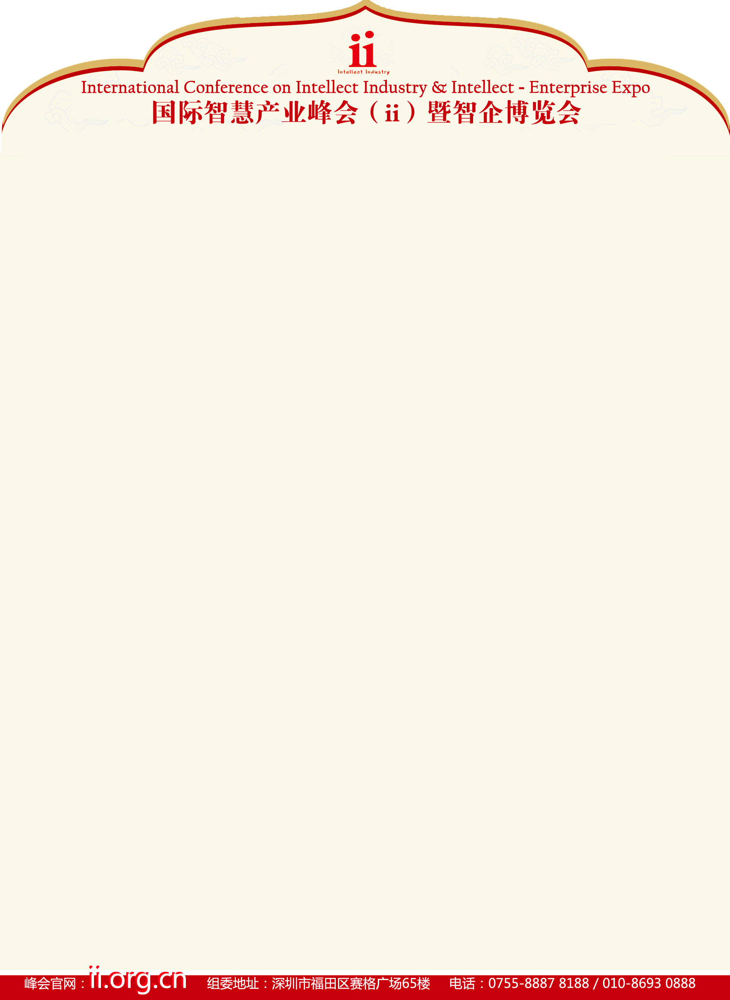 ii
Intellect Industry
International Conference on Intellect Industry & Intellect - Enterprise Expo
国际智慧产业峰会（ii）暨智企博览会
峰会官网：ii.org.cn 组委地址：深圳市福田区赛格广场65楼 电话：0755-8887 8188 / 010-8693 0888